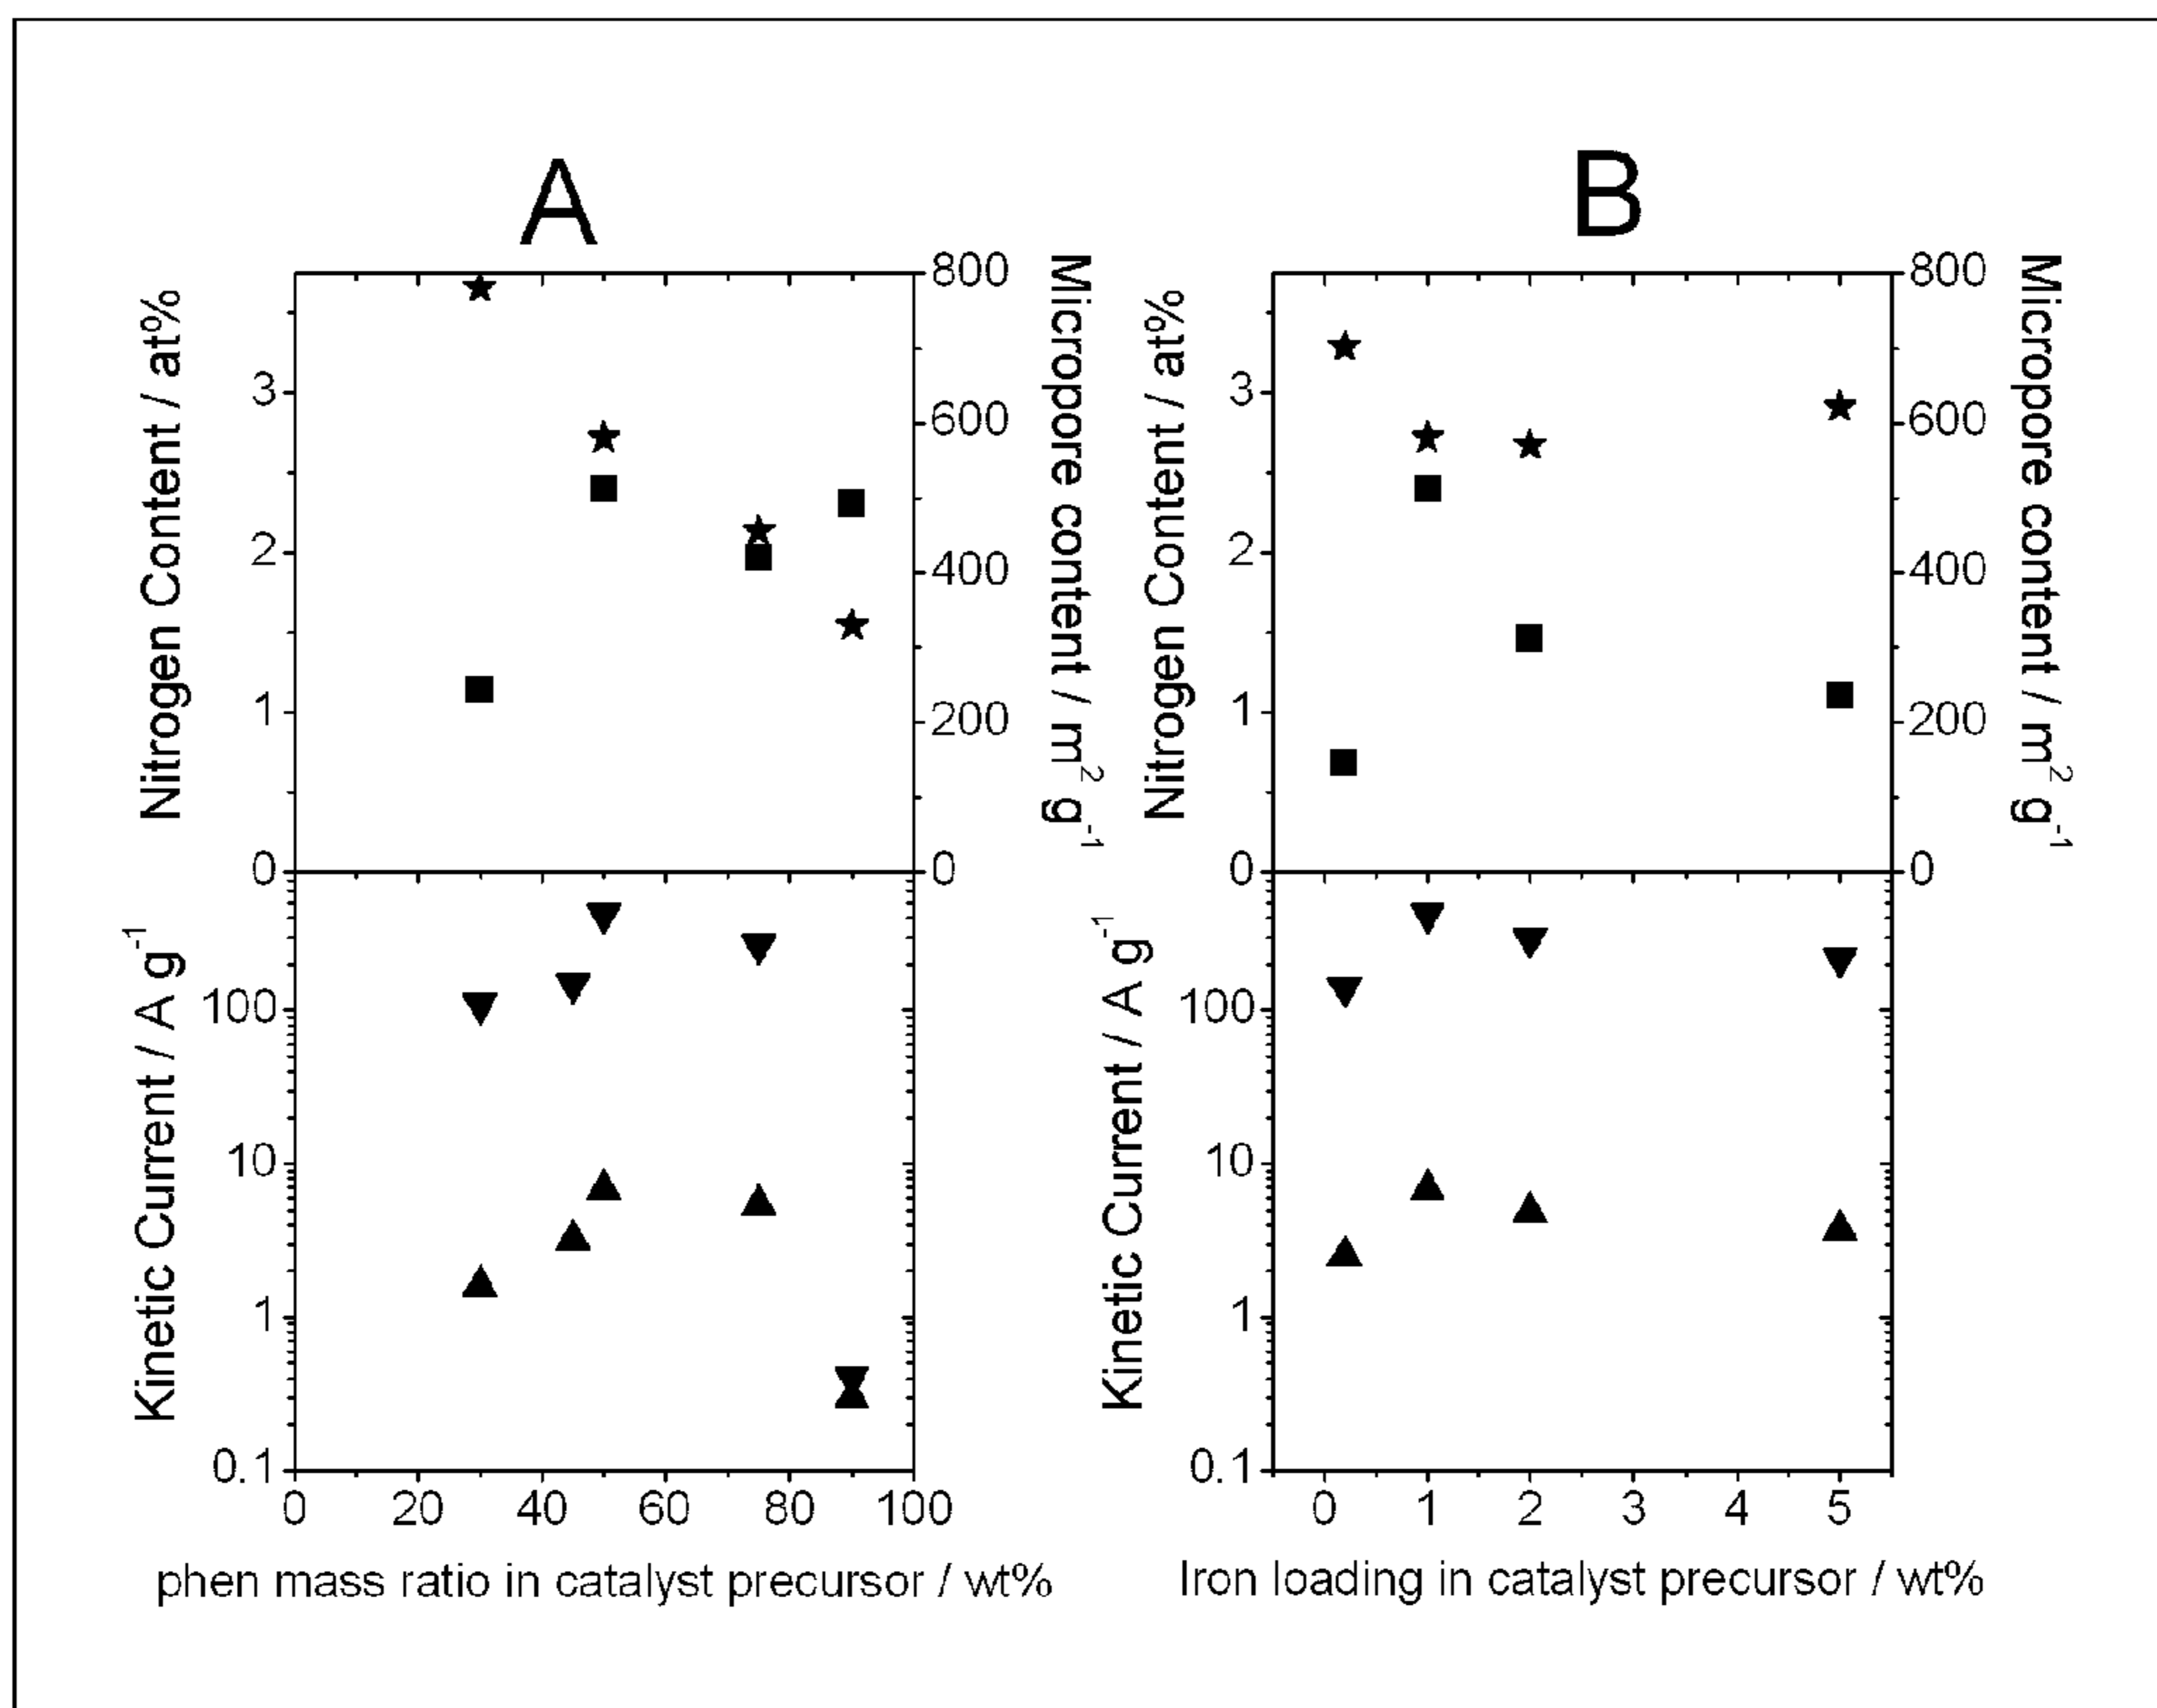 A
B
800
600
400
200
0
3
2
1
0
Nitrogen Content / at%
Micropore content / m² g⁻¹
100
10
1
0.1
Kinetic Current / A g⁻¹
0 20 40 60 80 100
phen mass ratio in catalyst precursor / wt%
800
600
400
200
0
3
2
1
0
Nitrogen Content / at%
Micropore content / m² g⁻¹
100
10
1
0.1
Kinetic Current / A g⁻¹
0 1 2 3 4 5
Iron loading in catalyst precursor / wt%